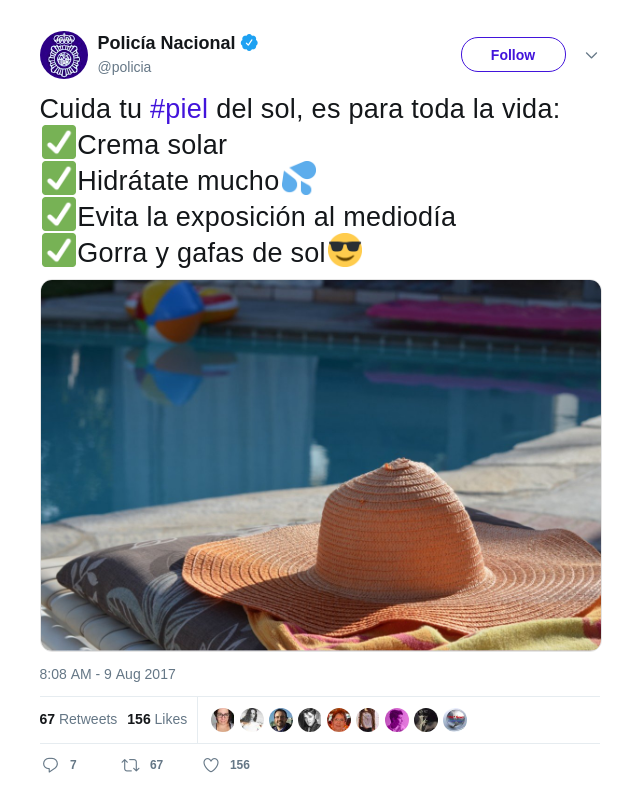 Policía Nacional
@policia
Follow
Cuida tu #piel del sol, es para toda la vida:
✅Crema solar
✅Hidrátate mucho💦
✅Evita la exposición al mediodía
✅Gorra y gafas de sol😎
8:08 AM - 9 Aug 2017
67 Retweets 156 Likes
7 67 156